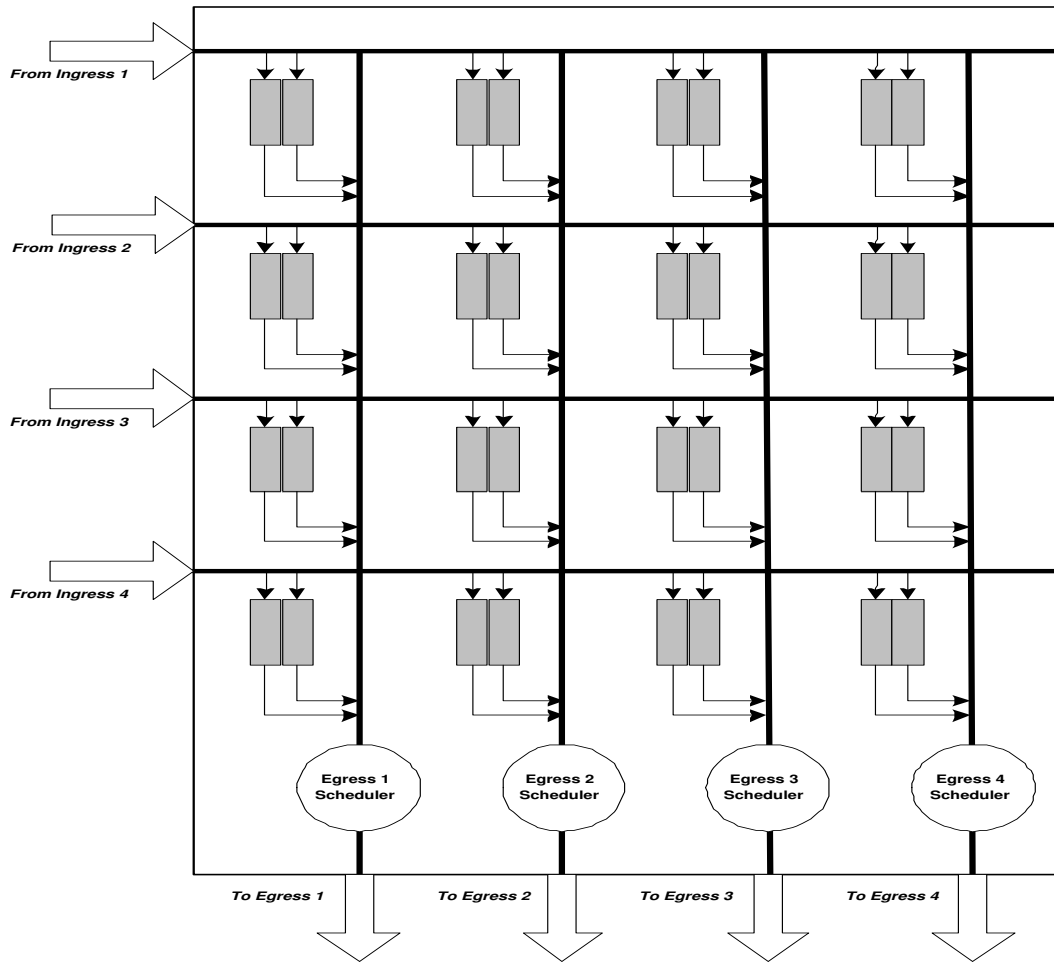 From Ingress 1
From Ingress 2
From Ingress 3
From Ingress 4
Egress 1
Scheduler
Egress 2
Scheduler
Egress 3
Scheduler
Egress 4
Scheduler
To Egress 1
To Egress 2
To Egress 3
To Egress 4